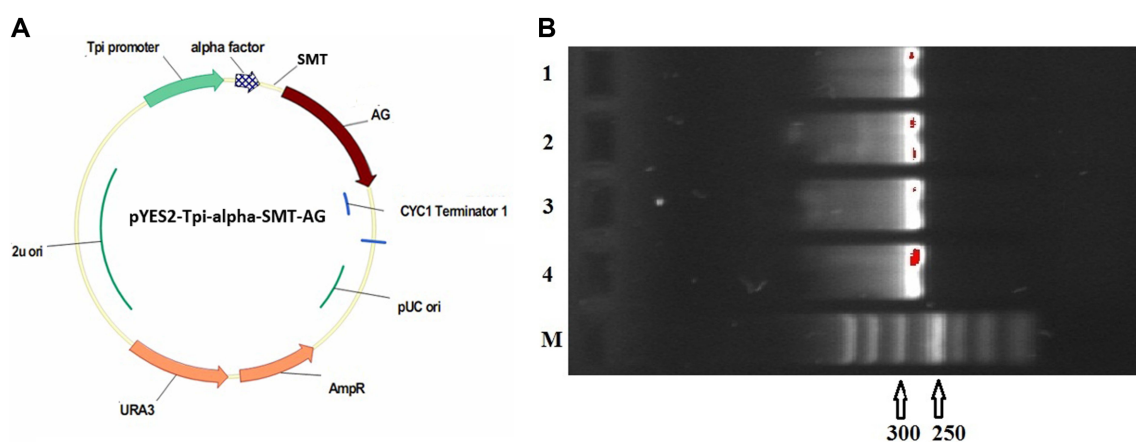 A
Tpi promoter
alpha factor
SMT
AG
CYC1 Terminator 1
pYES2-Tpi-alpha-SMT-AG
2u ori
pUC ori
AmpR
URA3
B
1
2
3
4
M
300 250